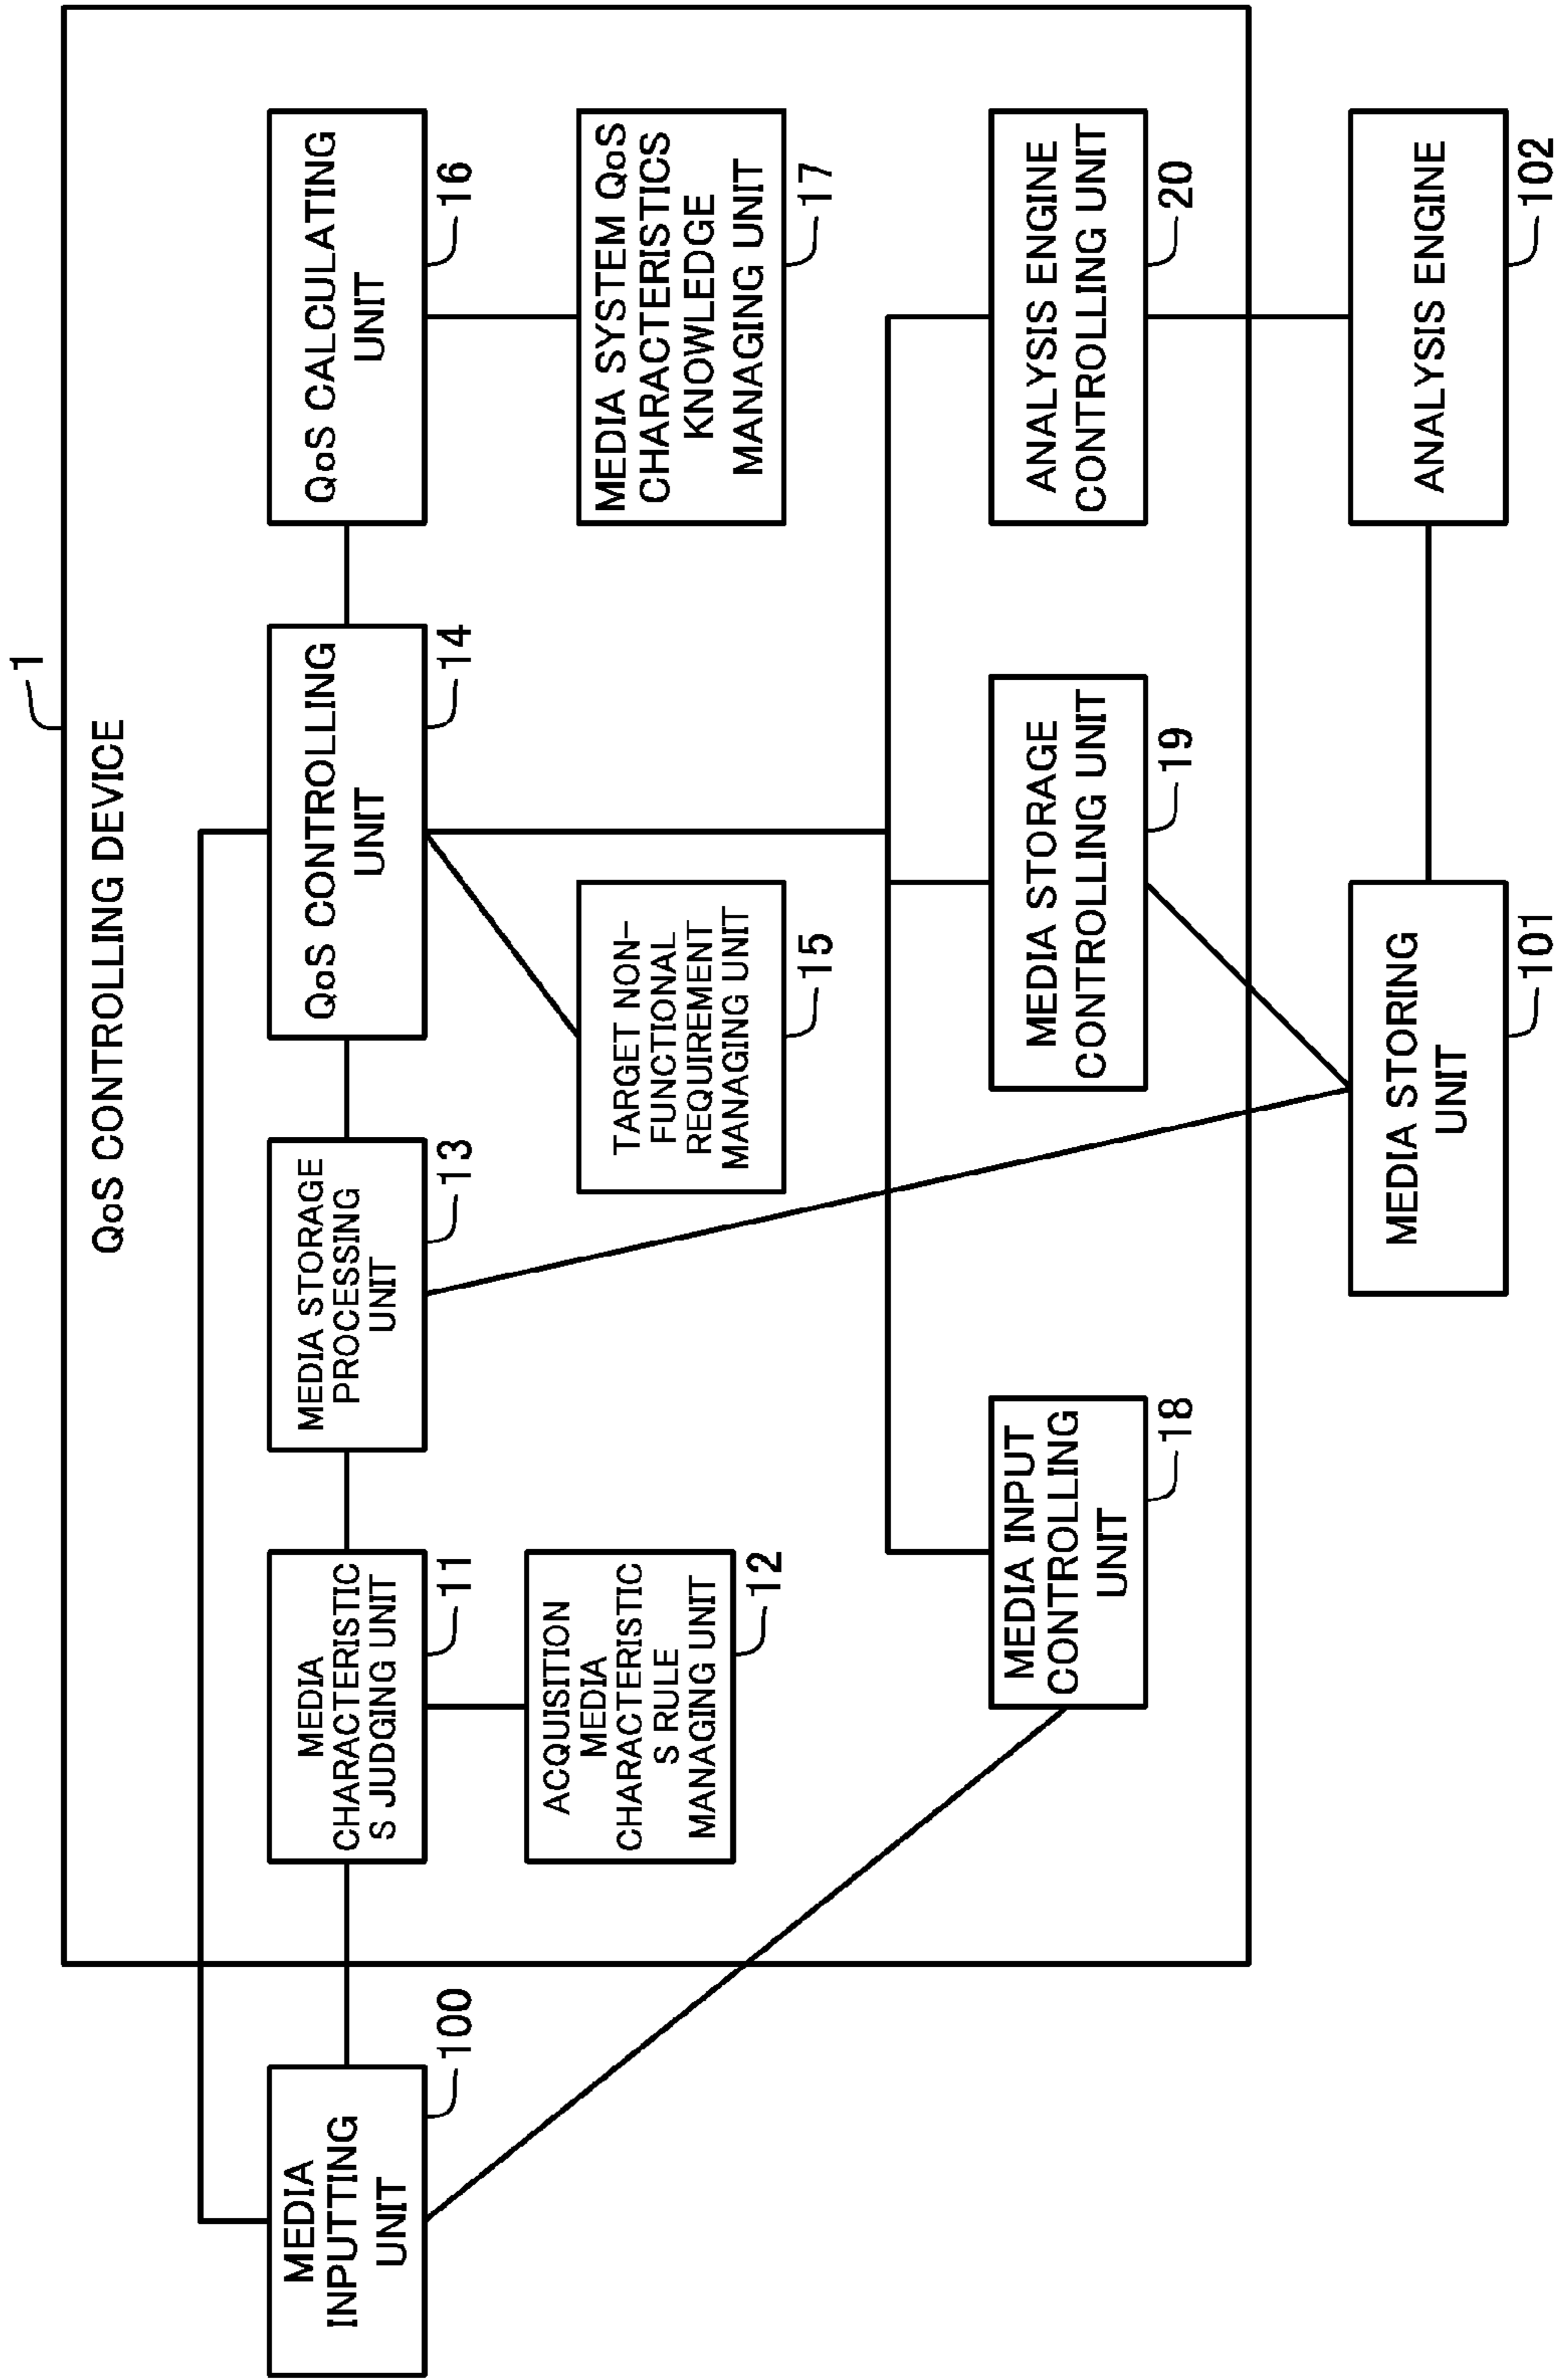 1
QoS CONTROLLING DEVICE
MEDIA
INPUTTING
UNIT
100
MEDIA
CHARACTERISTIC
S JUDGING UNIT
11
MEDIA STORAGE
PROCESSING
UNIT
13
QoS CONTROLLING
UNIT
14
QoS CALCULATING
UNIT
16
ACQUISITION
MEDIA
CHARACTERISTIC
S RULE
MANAGING UNIT
12
TARGET NON-
FUNCTIONAL
REQUIREMENT
MANAGING UNIT
15
MEDIA SYSTEM QoS
CHARACTERISTICS
KNOWLEDGE
MANAGING UNIT
17
MEDIA INPUT
CONTROLLING
UNIT
18
MEDIA STORAGE
CONTROLLING UNIT
19
ANALYSIS ENGINE
CONTROLLING UNIT
20
MEDIA STORING
UNIT
101
ANALYSIS ENGINE
102